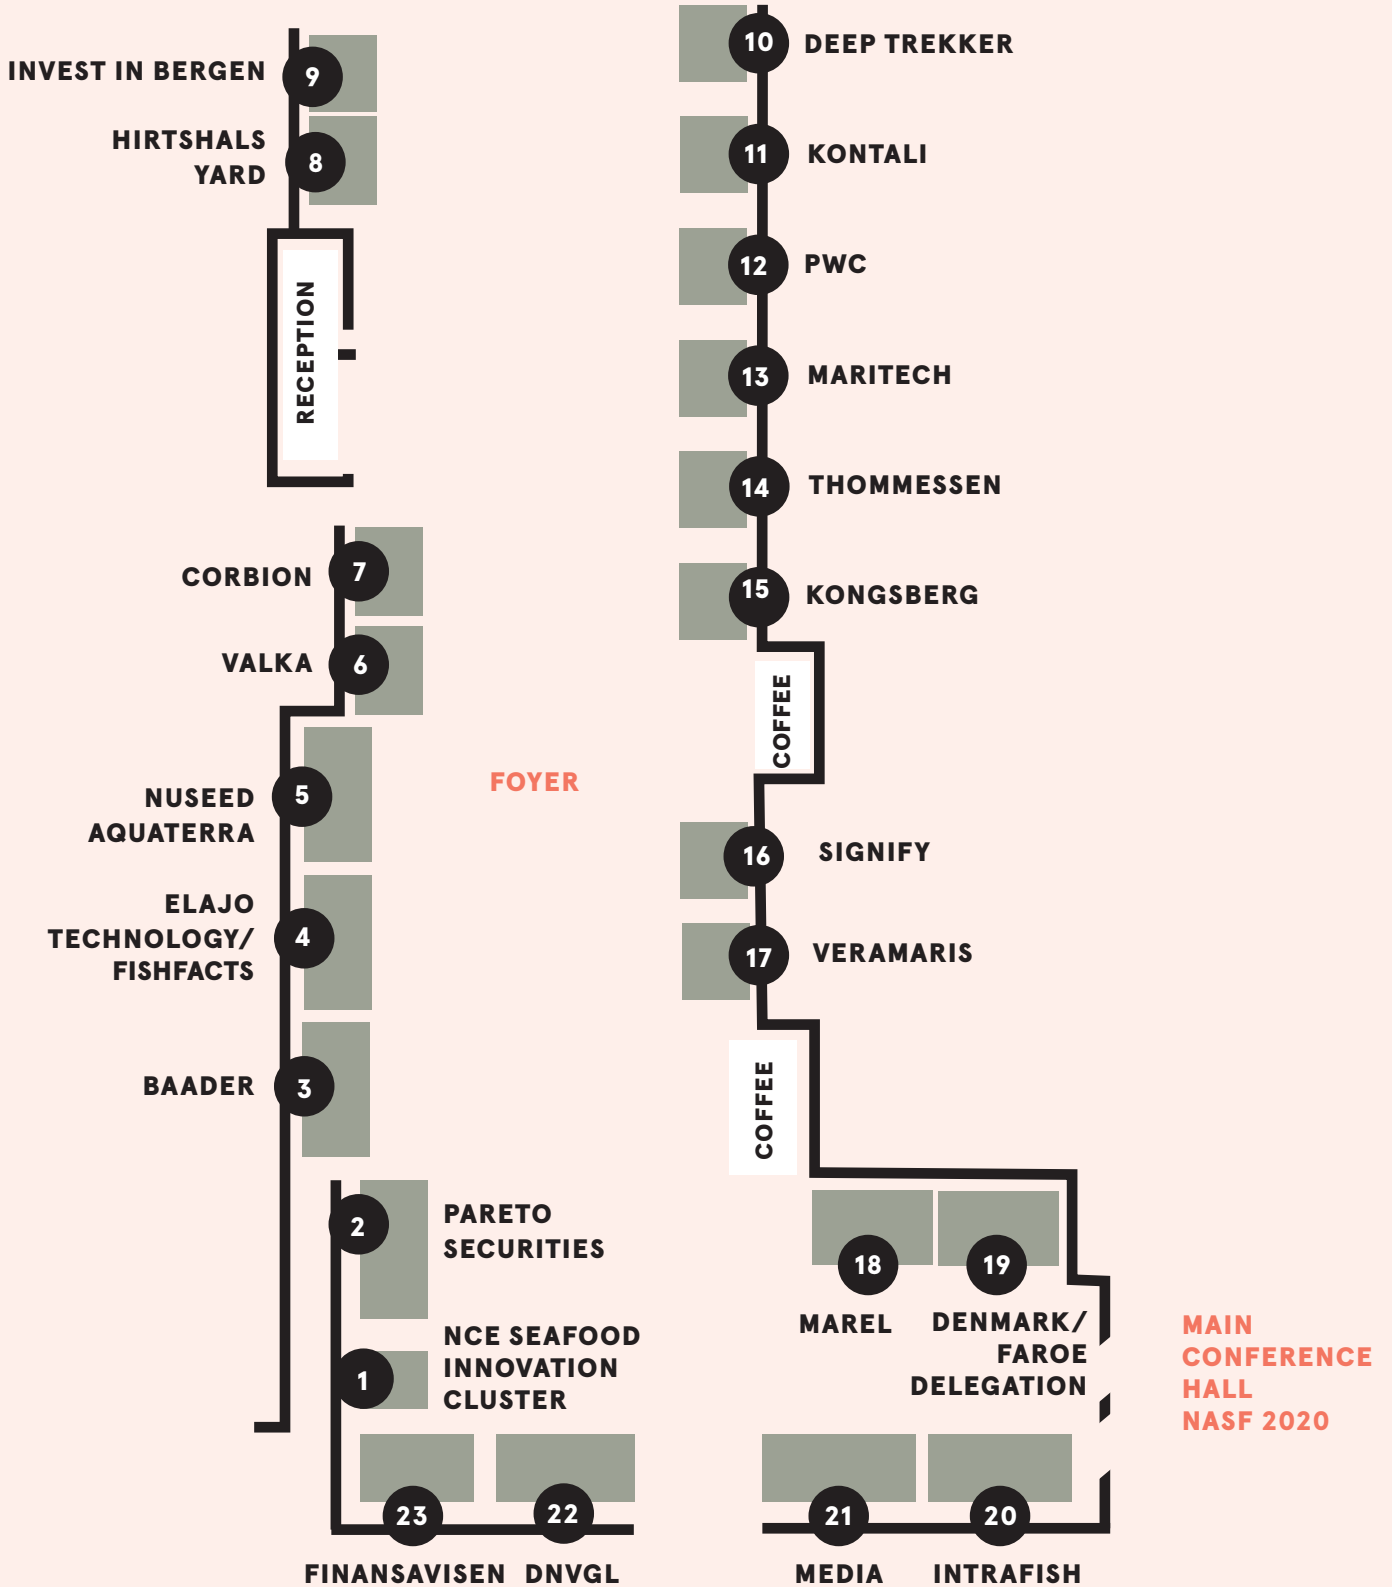 INVEST IN BERGEN
9
HIRTSHALS
YARD
8
RECEPTION
CORBION
7
VALKA
6
NUSEED
AQUATERRA
5
ELAJO
TECHNOLOGY/
FISHFACTS
4
BAADER
3
2
PARETO
SECURITIES
1
NCE SEAFOOD
INNOVATION
CLUSTER
23
FINANSAVISEN
22
DNVGL
FOYER
10
DEEP TREKKER
11
KONTALI
12
PWC
13
MARITECH
14
THOMMESSEN
15
KONGSBERG
COFFEE
16
SIGNIFY
17
VERAMARIS
COFFEE
18
MAREL
19
DENMARK/
FAROE
DELEGATION
21
MEDIA
20
INTRAFISH
MAIN
CONFERENCE
HALL
NASF 2020